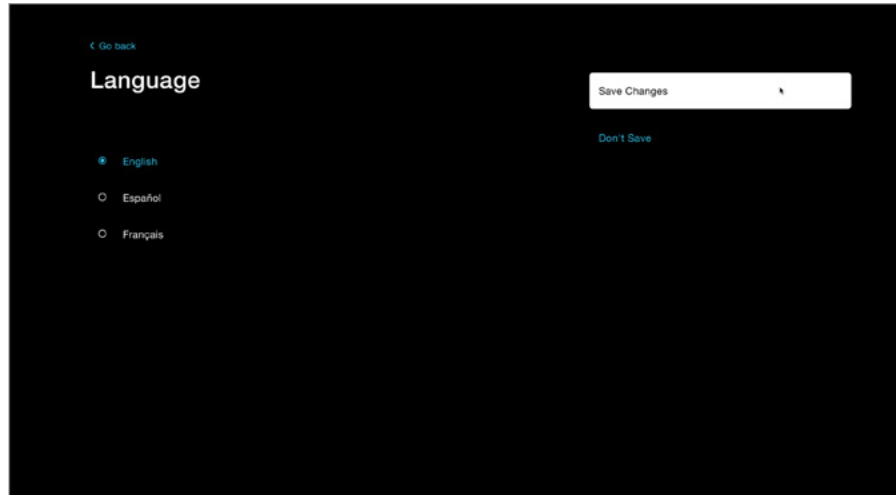 Go back
Language
Save Changes
Don't Save
English
Español
Français